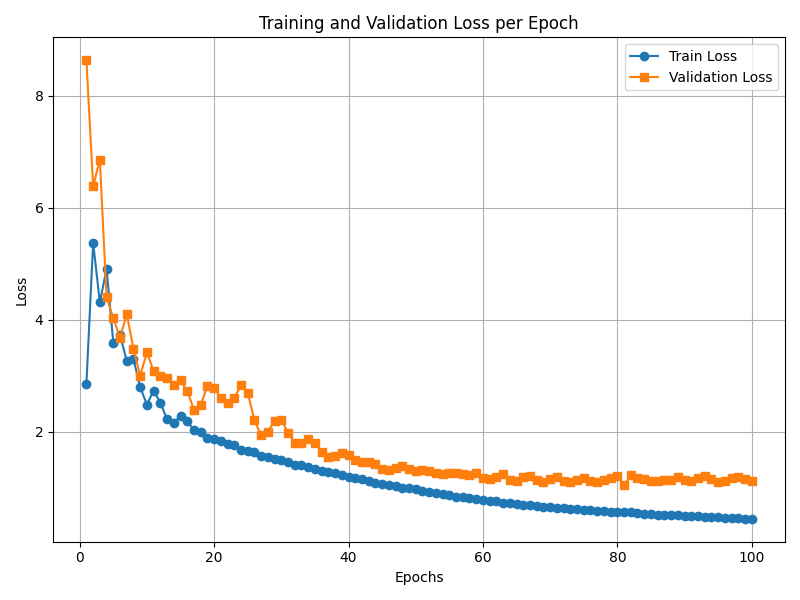 Training and Validation Loss per Epoch
Train Loss
Validation Loss
8
6
4
2
Loss
0 20 40 60 80 100
Epochs